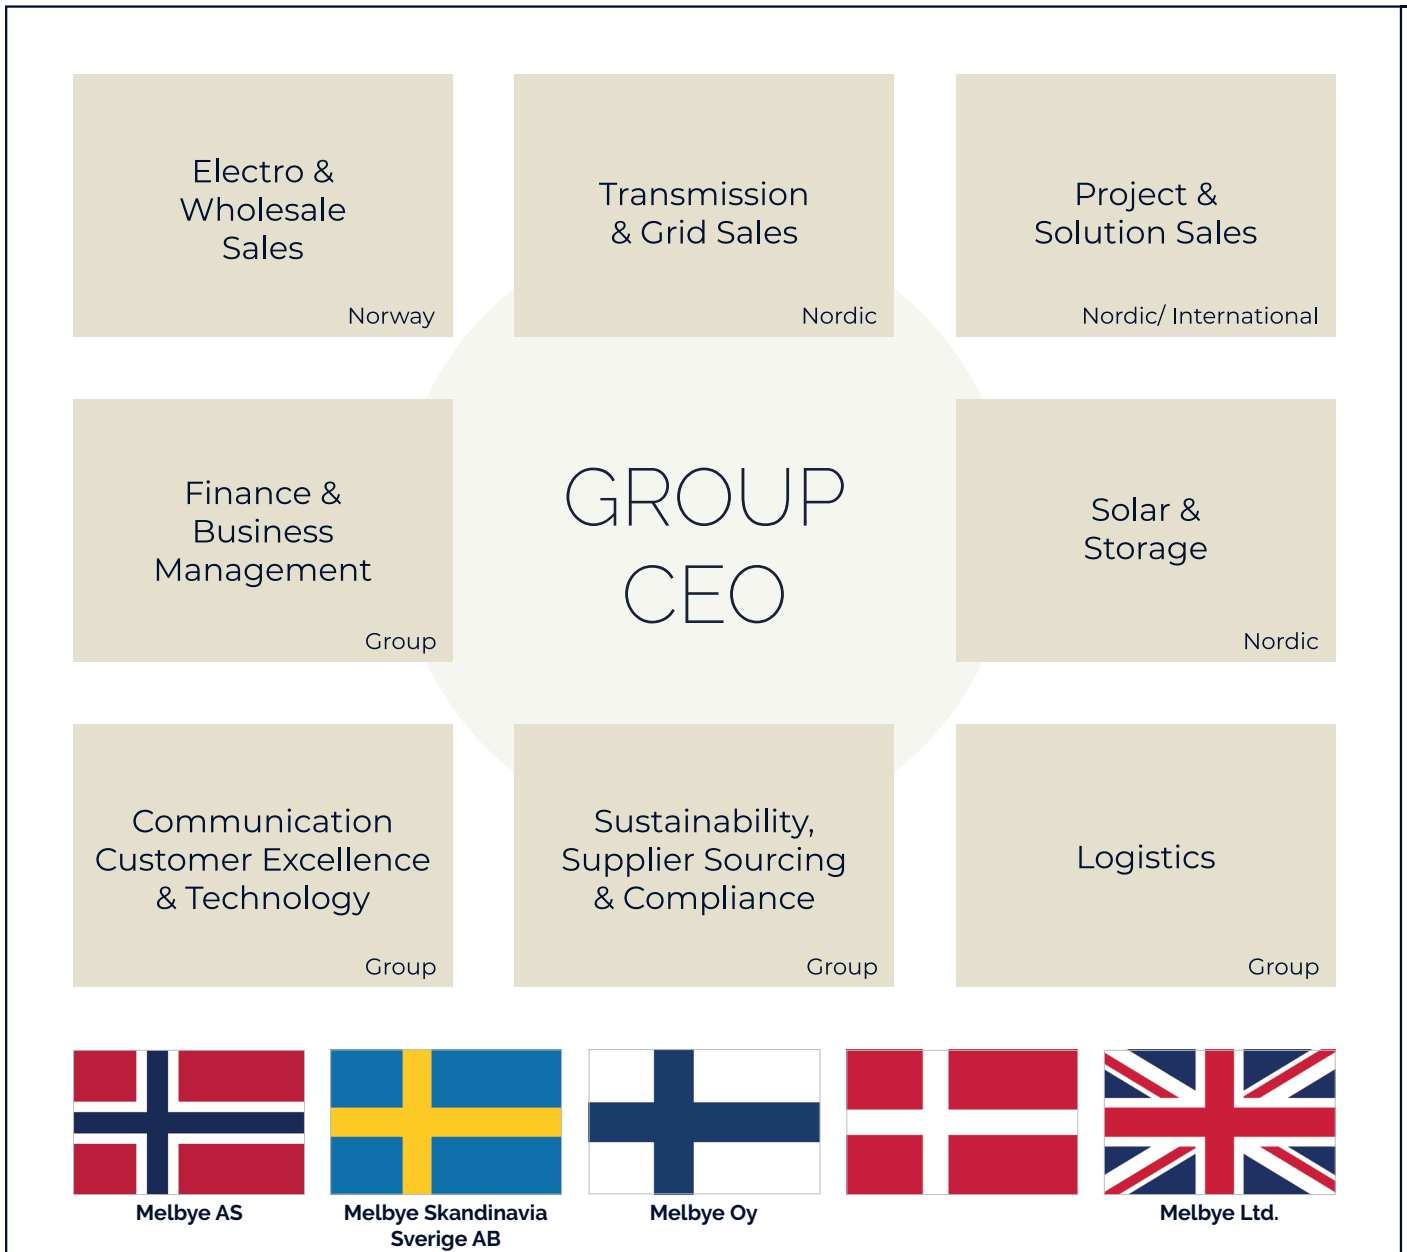 Electro &
Wholesale
Sales
Norway
Transmission
& Grid Sales
Nordic
Project &
Solution Sales
Nordic/ International
Finance &
Business
Management
Group
GROUP
CEO
Solar &
Storage
Nordic
Communication
Customer Excellence
& Technology
Group
Sustainability,
Supplier Sourcing
& Compliance
Group
Logistics
Group
Melbye AS
Melbye Skandinavia
Sverige AB
Melbye Oy
Melbye Ltd.